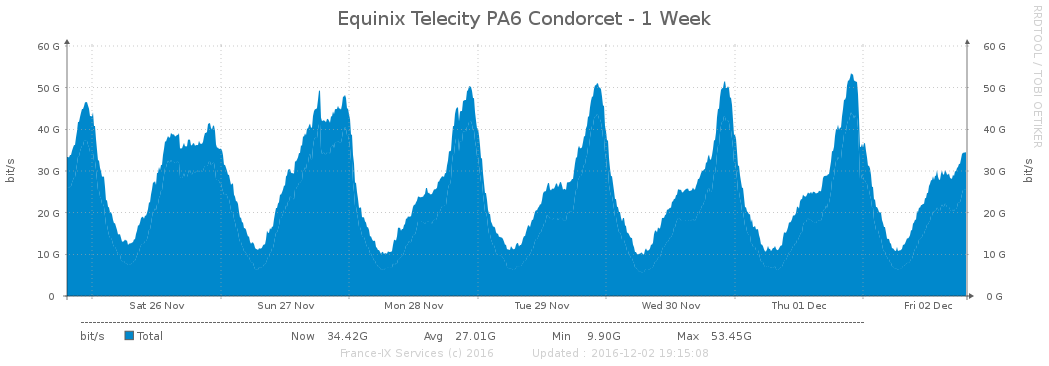 Equinix Telecity PA6 Condorcet - 1 Week
RRDTOOL / TOBI OETIKER
bit/s
60 G
50 G
40 G
30 G
20 G
10 G
0
60 G
50 G
40 G
30 G
20 G
10 G
0 G
bit/s
Sat 26 Nov Sun 27 Nov Mon 28 Nov Tue 29 Nov Wed 30 Nov Thu 01 Dec Fri 02 Dec
bit/s Total Now 34.42G Avg 27.01G Min 9.90G Max 53.45G
France-IX Services (c) 2016 Updated : 2016-12-02 19:15:08